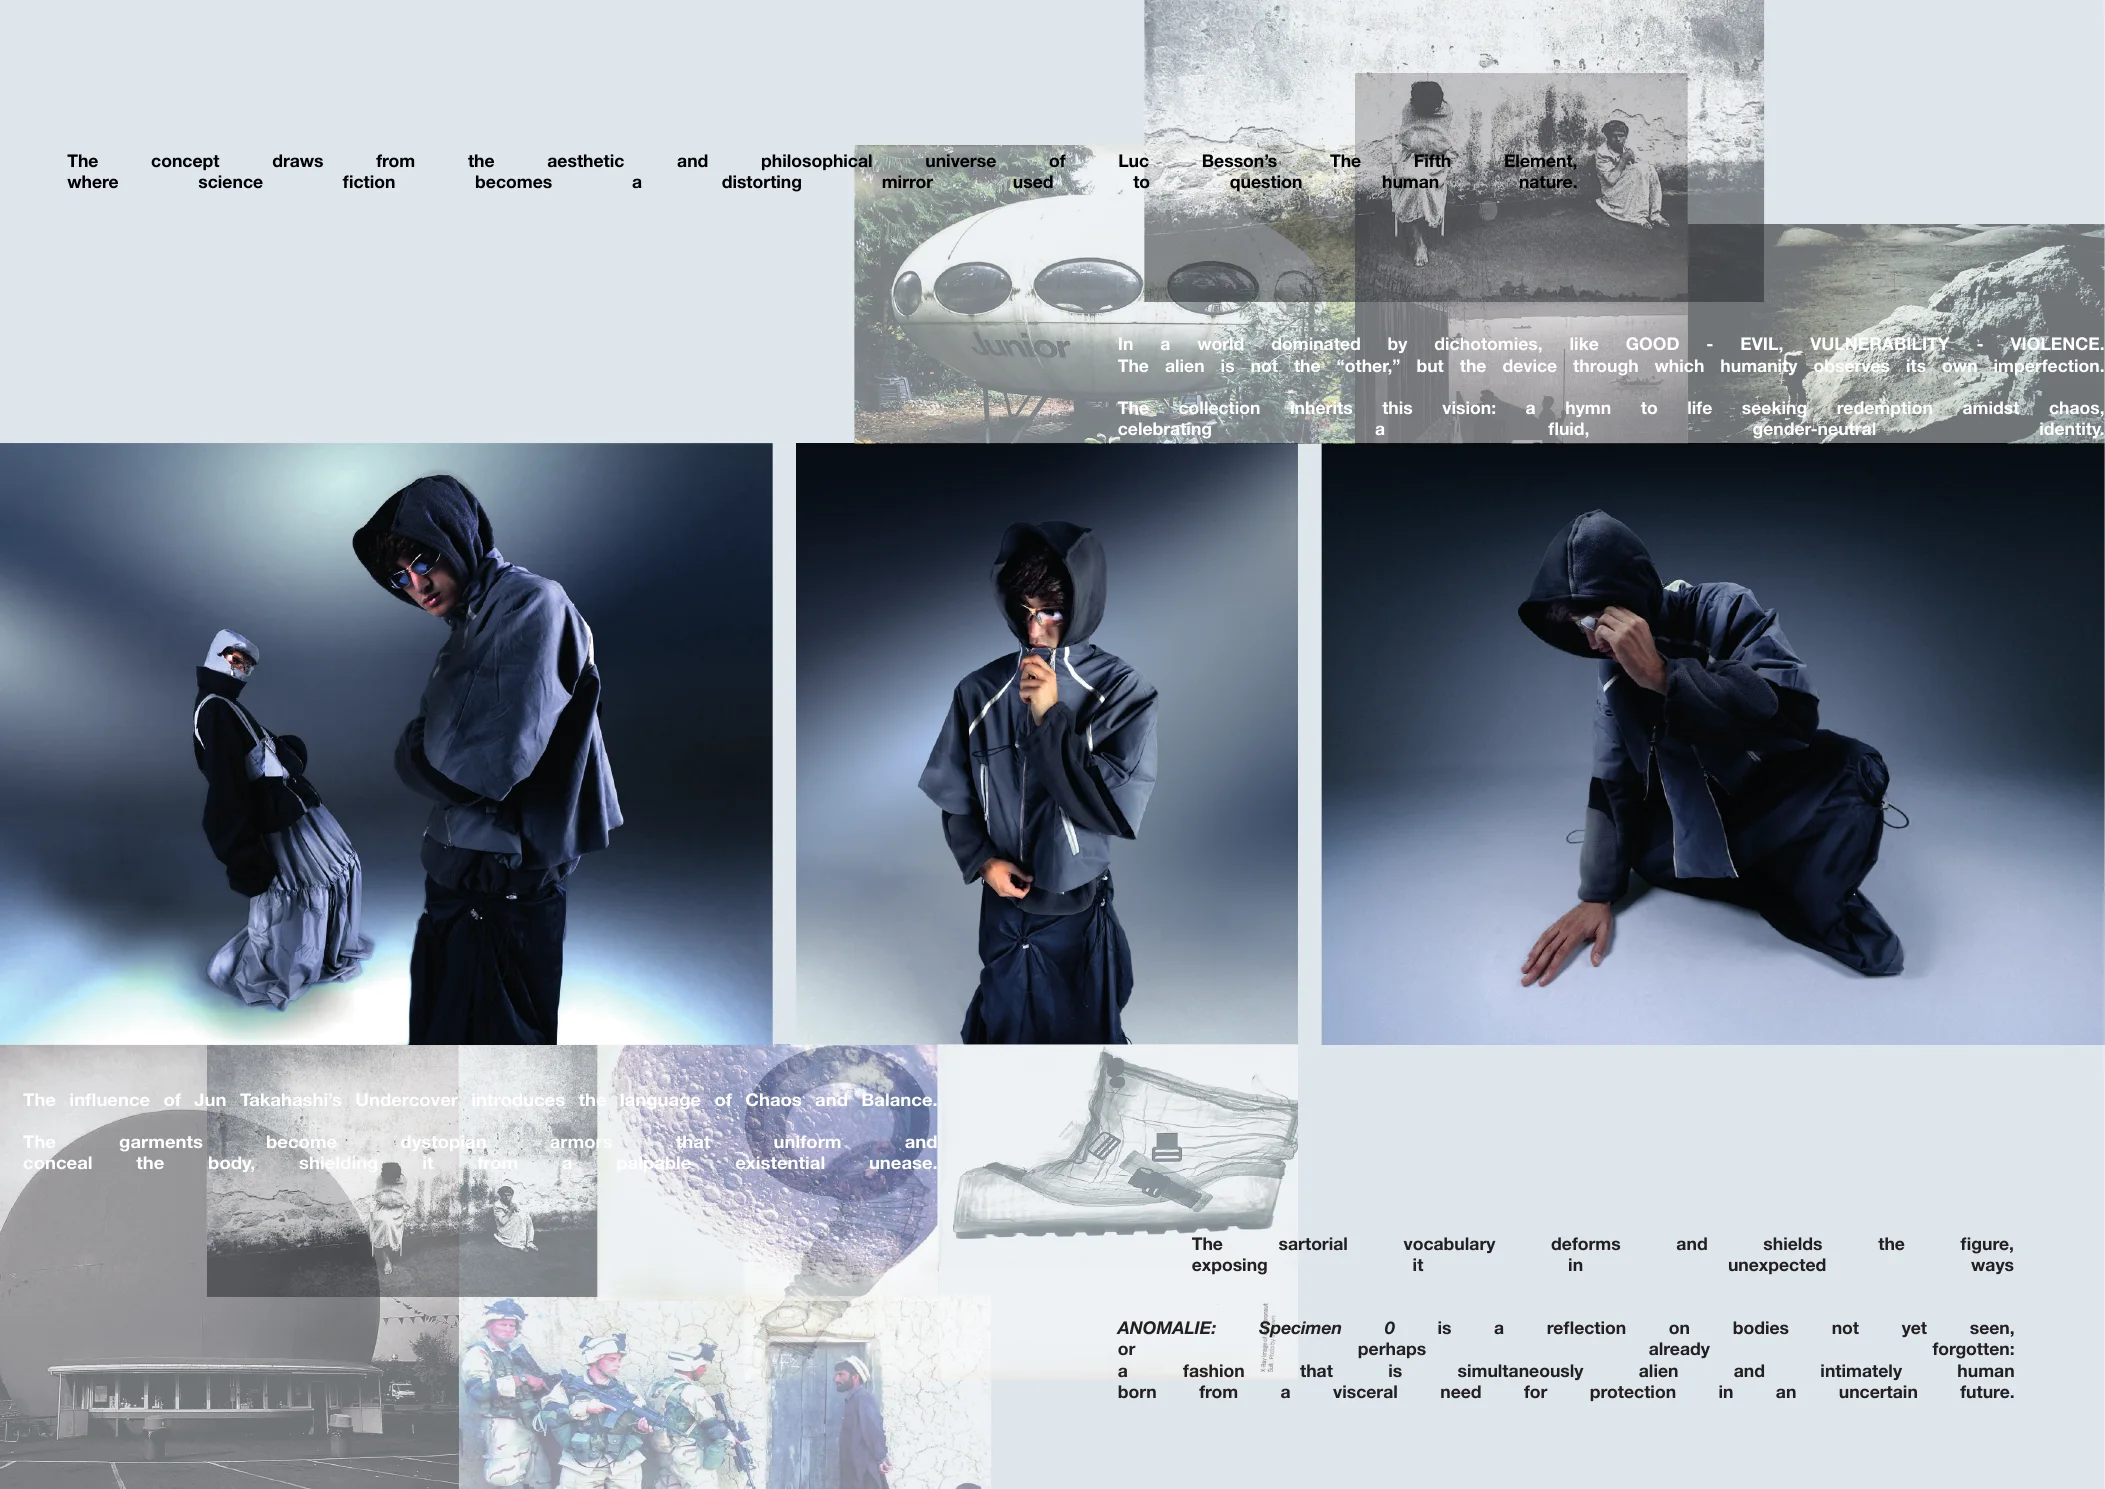 The concept draws from the aesthetic and philosophical universe of Luc Besson’s The Fifth Element,
where science fiction becomes a distorting mirror used to question human nature.
Junior
In a world dominated by dichotomies, like GOOD - EVIL, VULNERABILITY - VIOLENCE.
The alien is not the “other,” but the device through which humanity observes its own imperfection.
The collection inherits this vision: a hymn to life seeking redemption amidst chaos,
celebrating a fluid, gender-neutral identity.
The influence of Jun Takahashi’s Undercover introduces the language of Chaos and Balance.
The garments become dystopian armors that uniform and
conceal the body, shielding it from a palpable existential unease.
The sartorial vocabulary deforms and shields the figure,
exposing it in unexpected ways
ANOMALIE: Specimen 0 is a reflection on bodies not yet seen,
or perhaps already forgotten:
a fashion that is simultaneously alien and intimately human
born from a visceral need for protection in an uncertain future.